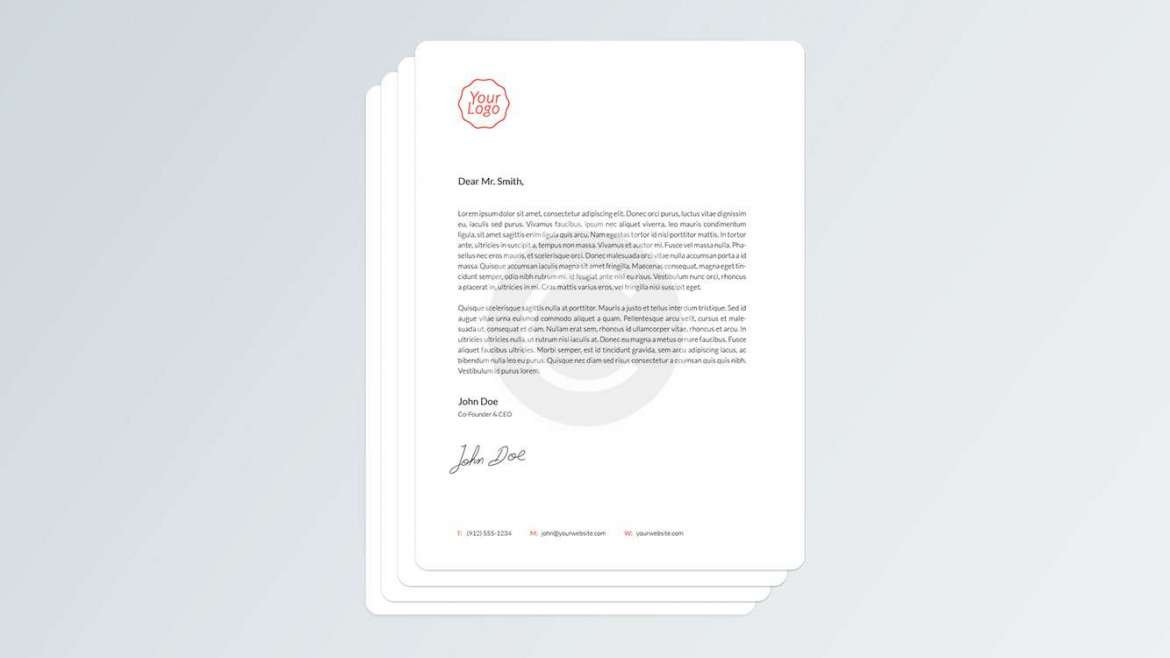 Your
Logo
Dear Mr. Smith,
Lorem ipsum dolor sit amet, consectetur adipiscing elit. Donec orci purus, luctus vitae dignissim
eu, iaculis sed purus. Vivamus faucibus, ipsum nec aliquet viverra, leo mauris condimentum
ligula, sit amet sagittis enim ligula quis arcu. Nam egestas tortor id nisi porttitor mattis. In tortor
ante, ultricies in suscipit a, tempus non massa. Vivamus et auctor mi. Fusce vel massa nulla. Pha-
sellus nec eros mauris, et scelerisque orci. Donec malesuada orci vitae nulla accumsan porta a id
massa. Quisque accumsan iaculis magna sit amet fringilla. Maecenas consequat, magna eget tin-
cidunt semper, odio nibh rutrum mi, id feugiat ante nisl eu risus. Vestibulum nunc orci, rhoncus
a placerat in, ultricies in mi. Cras mattis varius eros, vel fringilla nisi suscipit eget.
Quisque scelerisque sagittis nulla at porttitor. Mauris a justo et tellus interdum tristique. Sed id
augue vitae urna euismod commodo aliquet a quam. Pellentesque arcu velit, cursus et male-
suada ut, consequat et diam. Nullam erat sem, rhoncus id ullamcorper vitae, rhoncus et arcu. In
ultricies ultricies nulla, ut rutrum nisi iaculis at. Donec eu magna a metus ornare faucibus. Fusce
aliquet faucibus ultricies. Morbi semper, est id tincidunt gravida, sem arcu adipiscing lacus, ac
bibendum nulla leo eu purus. Quisque nec diam sed risus consectetur accumsan quis quis nibh.
Vestibulum id purus lorem.
John Doe
Co-Founder & CEO
John Doe
T: (912) 555-1234 M: john@yourwebsite.com W: yourwebsite.com